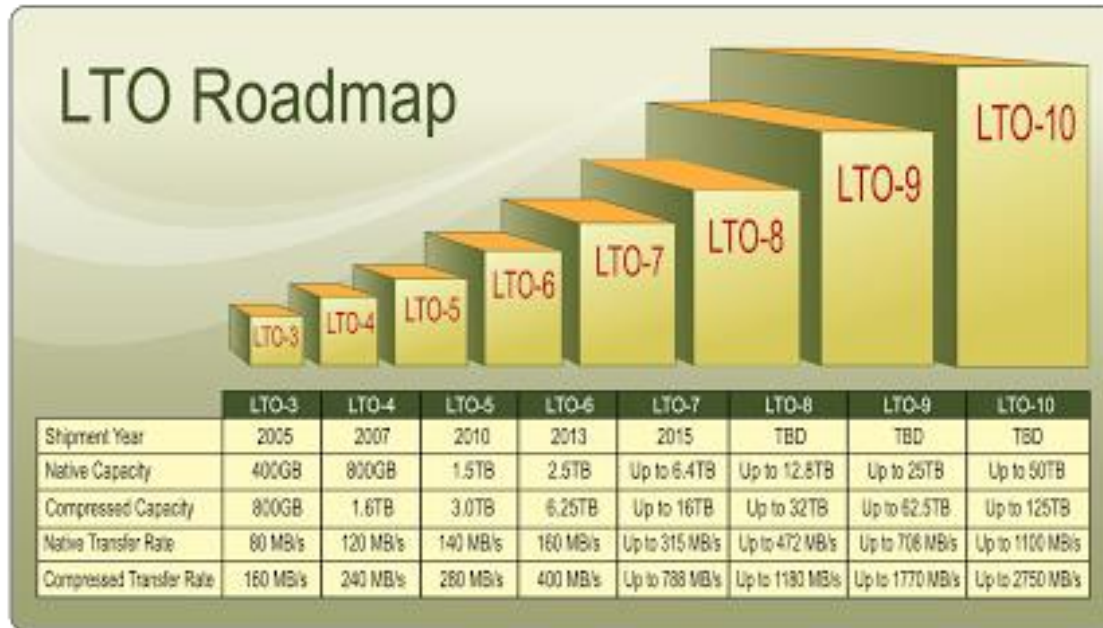 LTO Roadmap
LTO-3
LTO-4
LTO-5
LTO-6
LTO-7
LTO-8
LTO-9
LTO-10
LTO-3 LTO-4 LTO-5 LTO-6 LTO-7 LTO-8 LTO-9 LTO-10
Shipment Year 2005 2007 2010 2013 2015 TBD TBD TBD
Native Capacity 400GB 800GB 1.5TB 2.5TB Up to 6.4TB Up to 12.8TB Up to 25TB Up to 50TB
Compressed Capacity 800GB 1.6TB 3.0TB 6.25TB Up to 16TB Up to 32TB Up to 62.5TB Up to 125TB
Native Transfer Rate 80 MB/s 120 MB/s 140 MB/s 160 MB/s Up to 315 MB/s Up to 472 MB/s Up to 708 MB/s Up to 1100 MB/s
Compressed Transfer Rate 160 MB/s 240 MB/s 280 MB/s 400 MB/s Up to 788 MB/s Up to 1180 MB/s Up to 1770 MB/s Up to 2750 MB/s